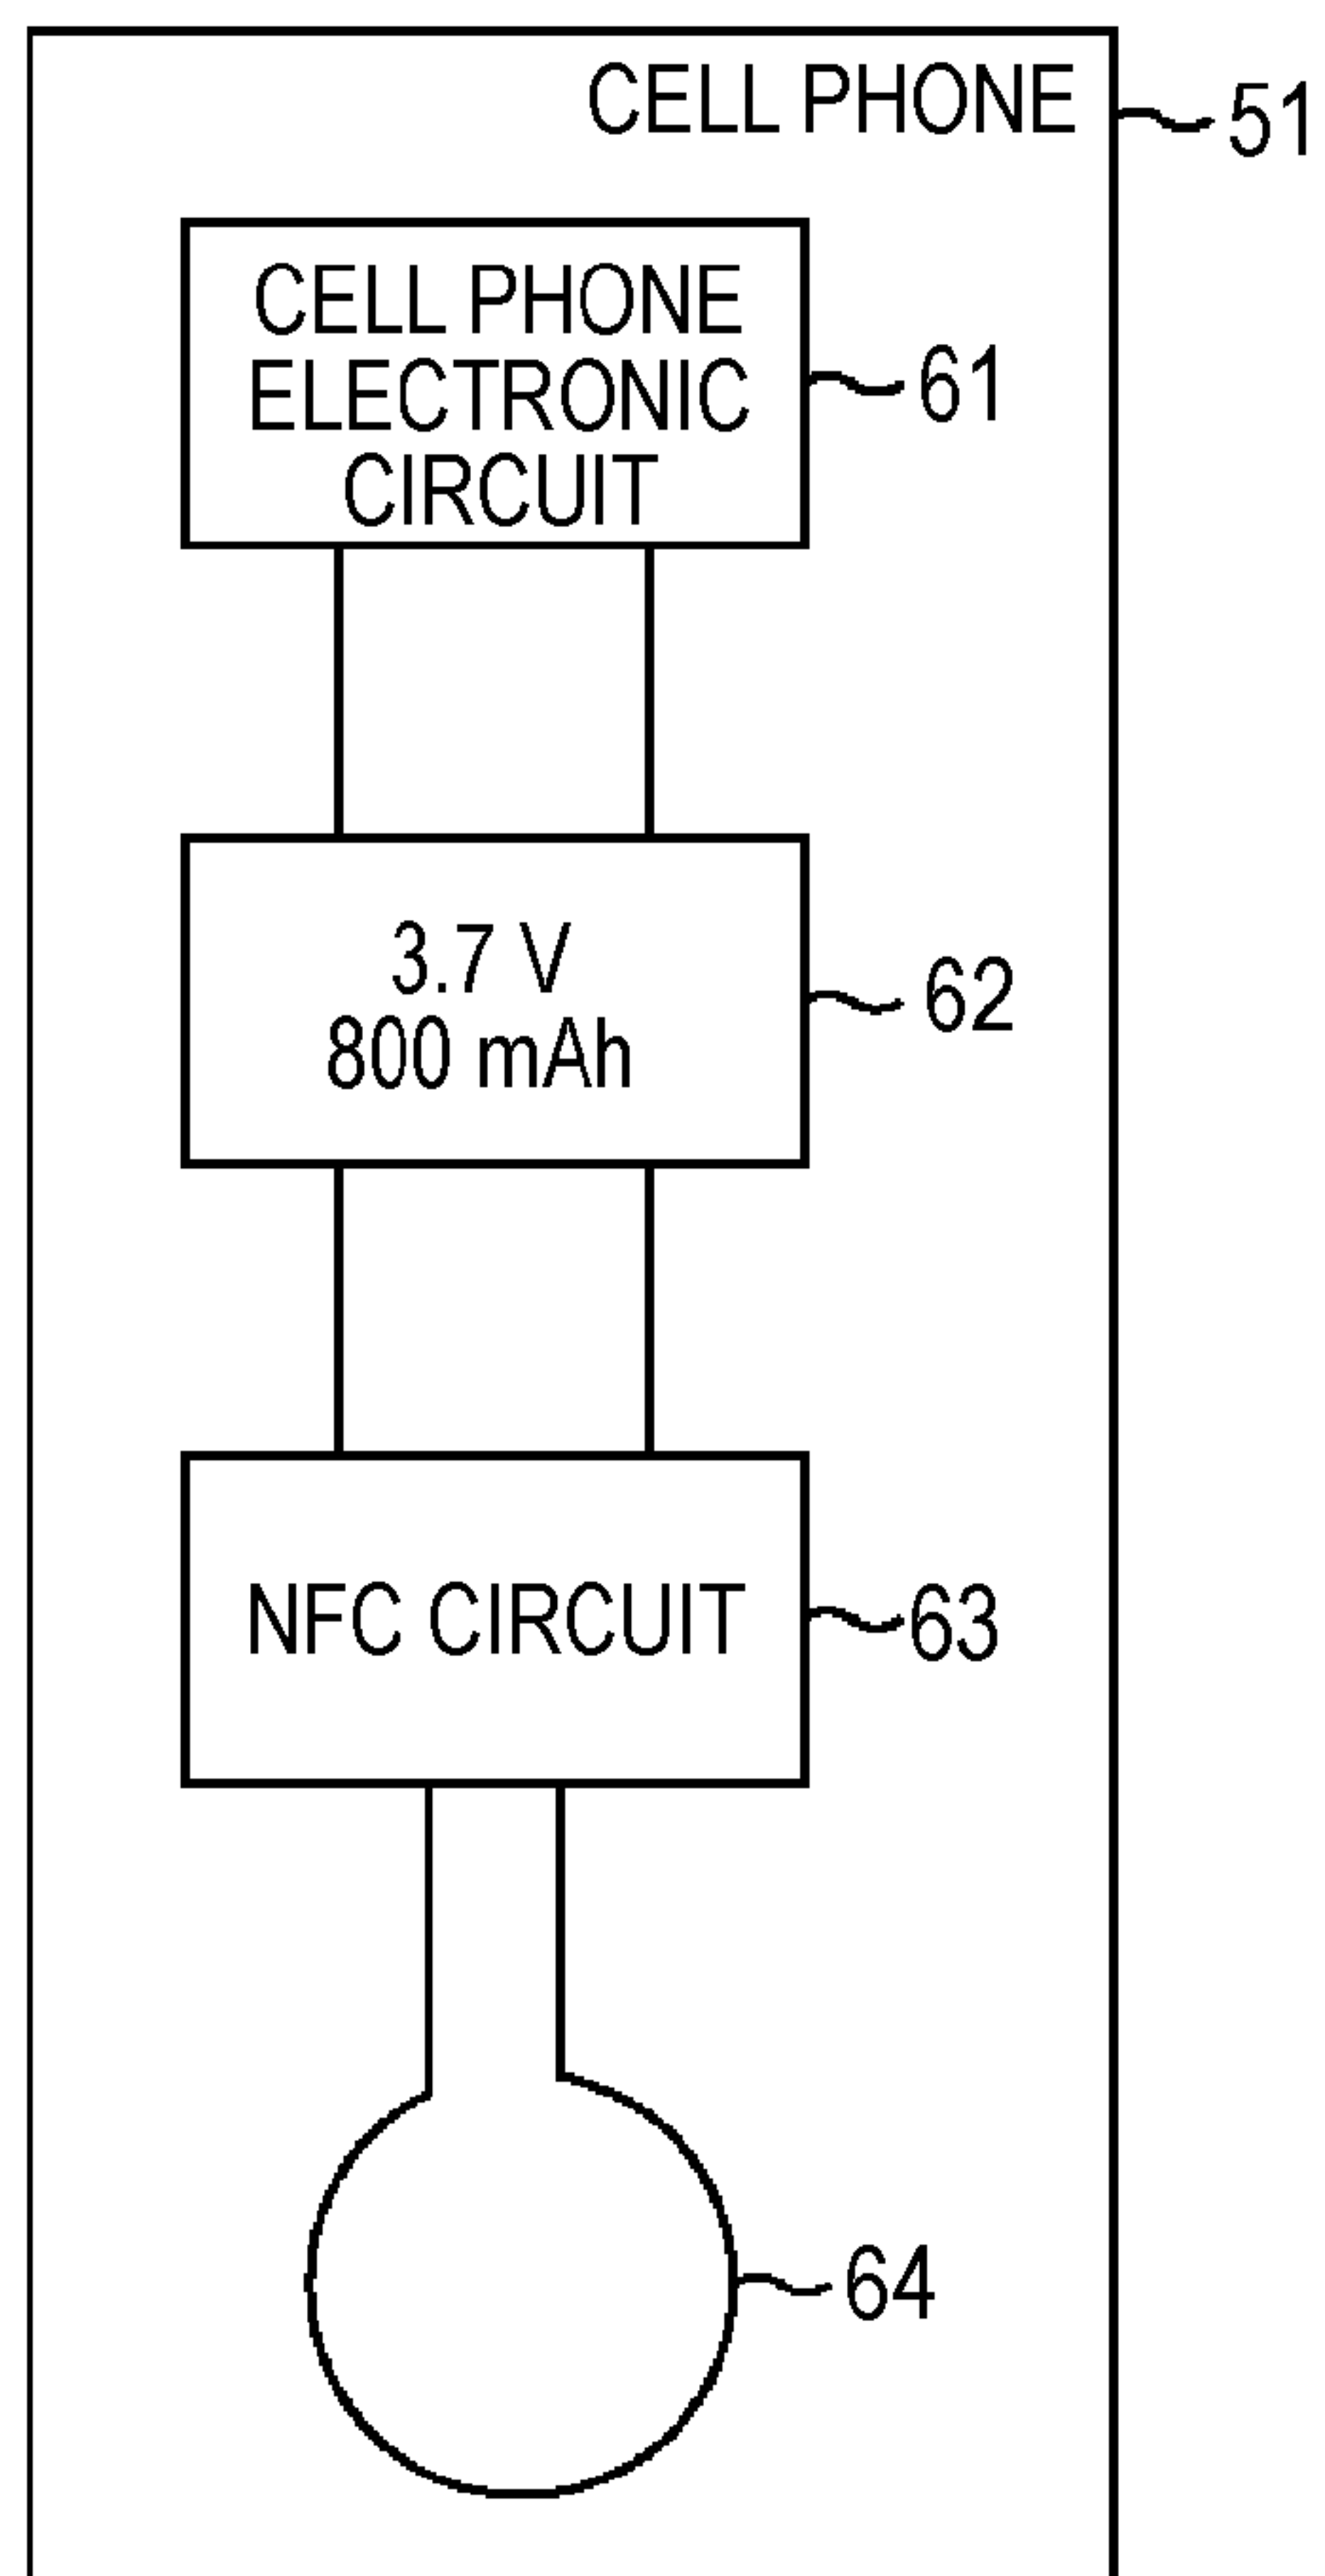 CELL PHONE
51
CELL PHONE
ELECTRONIC
CIRCUIT
61
3.7 V
800 mAh
62
NFC CIRCUIT
63
64